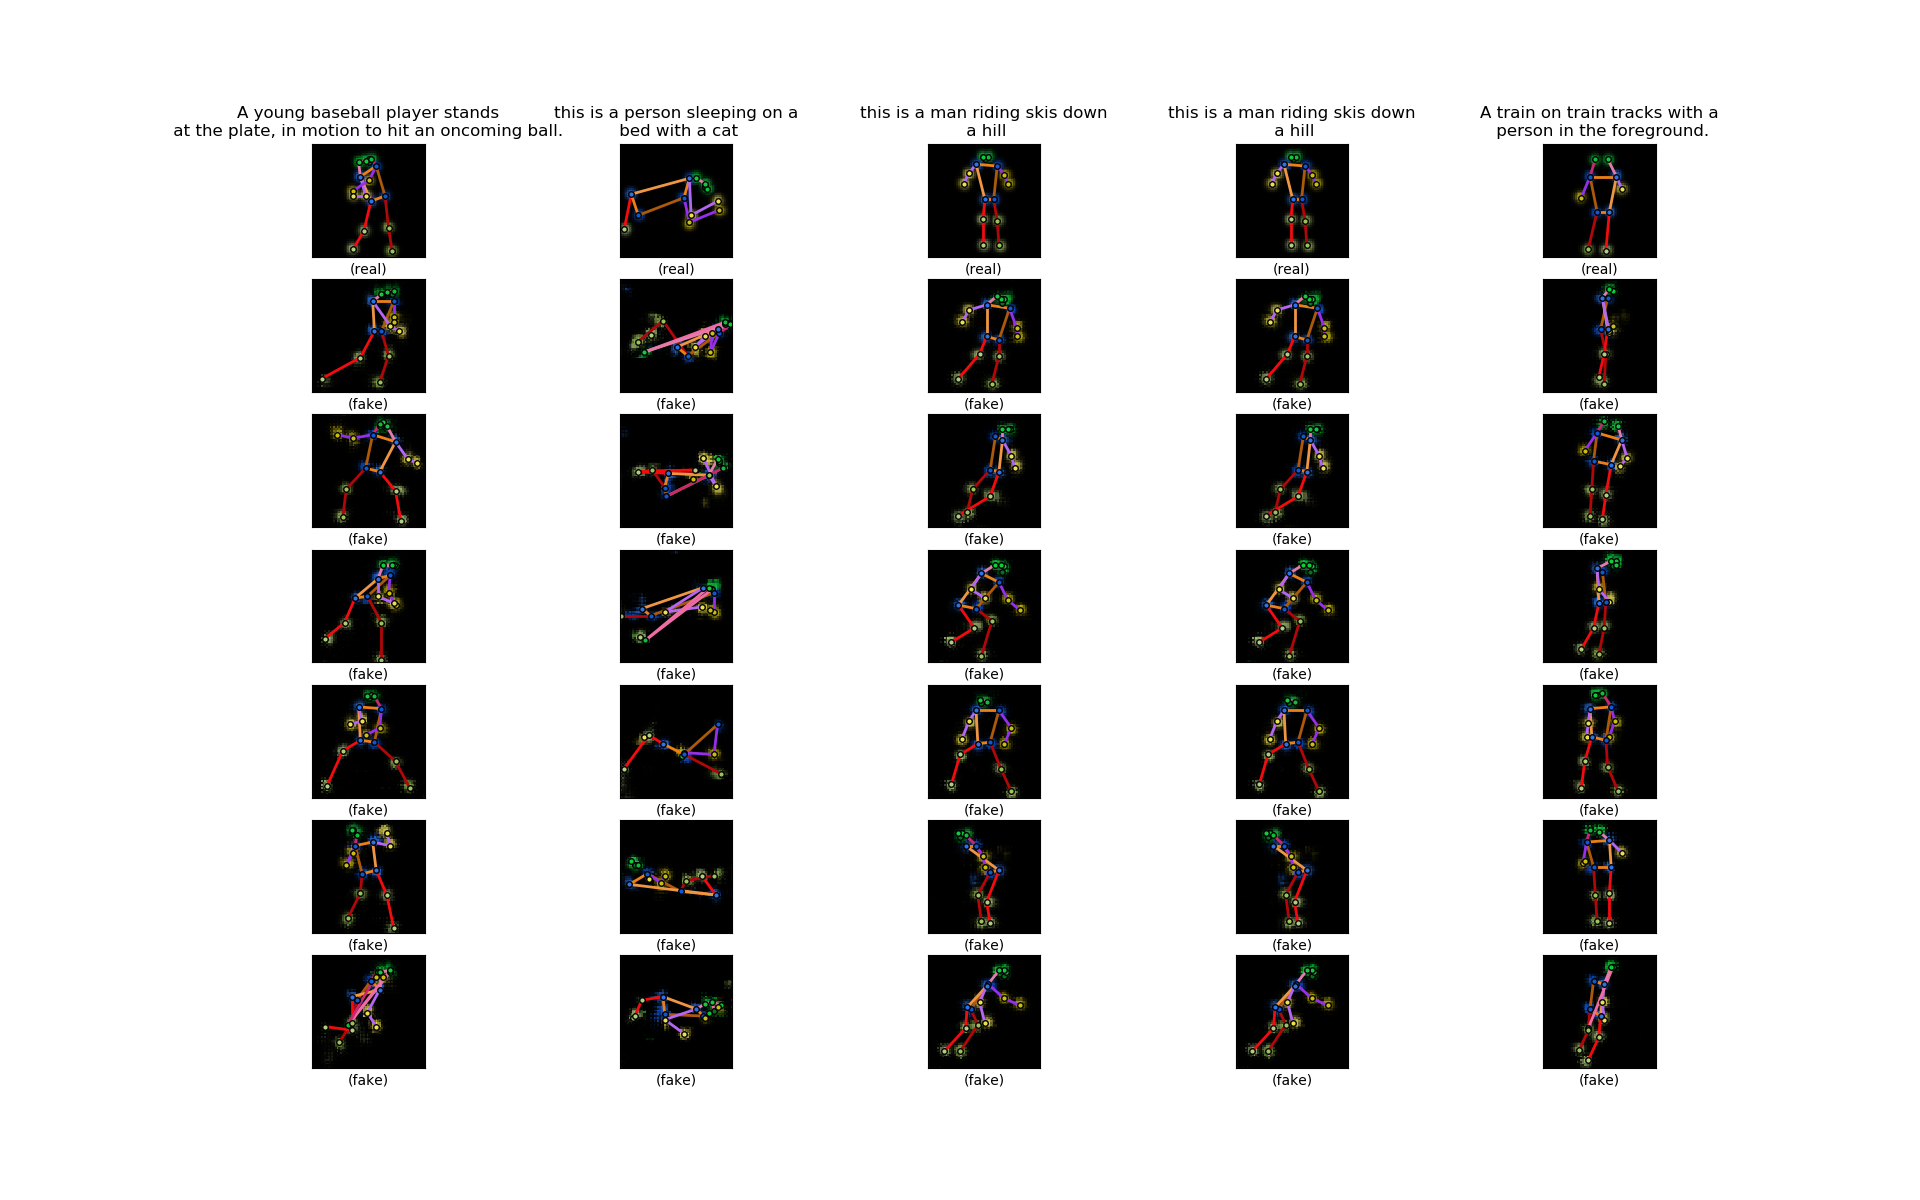 A young baseball player stands
at the plate, in motion to hit an oncoming ball.
this is a person sleeping on a
bed with a cat
this is a man riding skis down
a hill
this is a man riding skis down
a hill
A train on train tracks with a
person in the foreground.
(real) (real) (real) (real) (real)
(fake) (fake) (fake) (fake) (fake)
(fake) (fake) (fake) (fake) (fake)
(fake) (fake) (fake) (fake) (fake)
(fake) (fake) (fake) (fake) (fake)
(fake) (fake) (fake) (fake) (fake)
(fake) (fake) (fake) (fake) (fake)